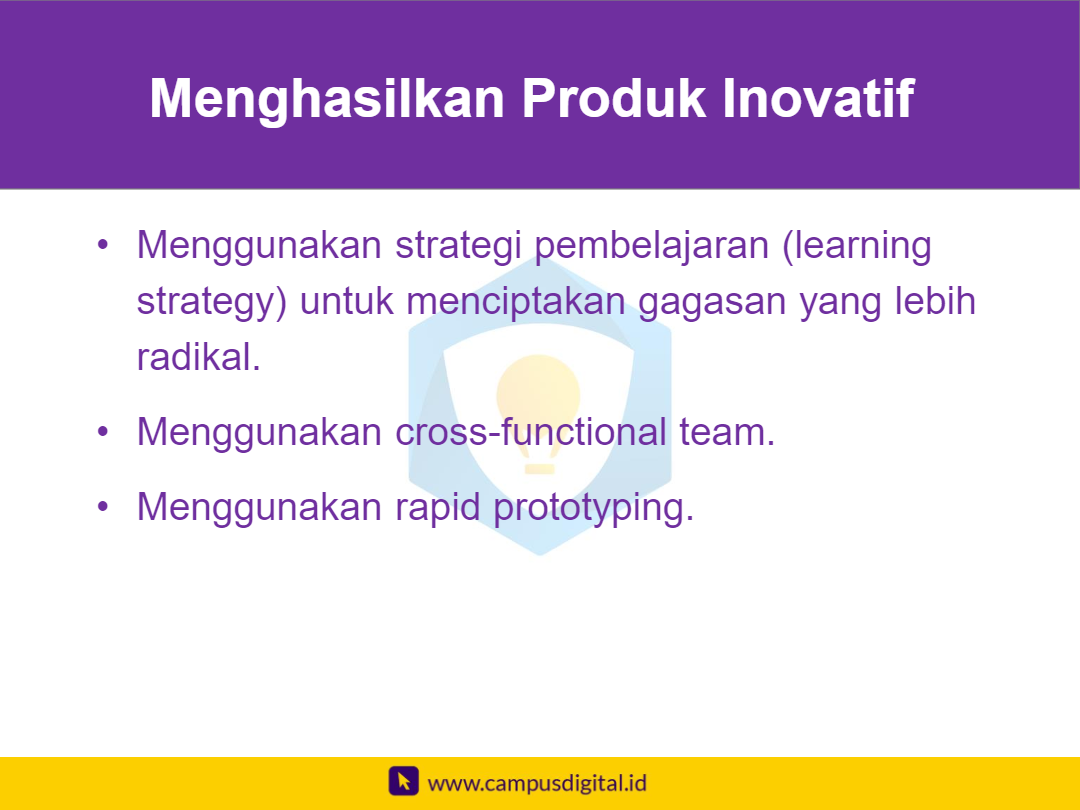 Menghasilkan Produk Inovatif
• Menggunakan strategi pembelajaran (learning
strategy) untuk menciptakan gagasan yang lebih
radikal.
• Menggunakan cross-functional team.
• Menggunakan rapid prototyping.
www.campusdigital.id